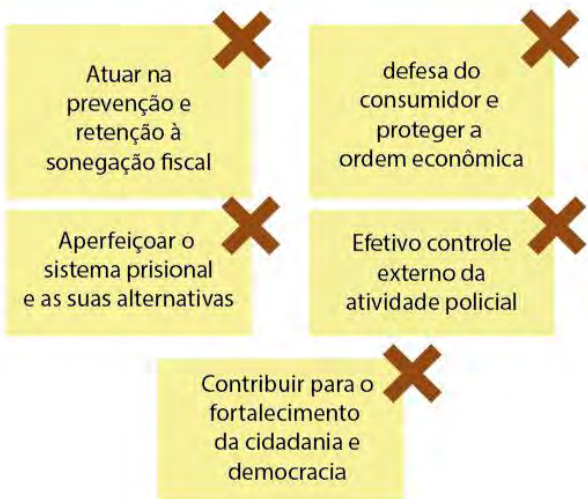 Atuar na
prevenção e
retenção à
sonegação fiscal
defesa do
consumidor e
proteger a
ordem econômica
Aperfeiçoar o
sistema prisional
e as suas alternativas
Efetivo controle
externo da
atividade policial
Contribuir para o
fortalecimento
da cidadania e
democracia